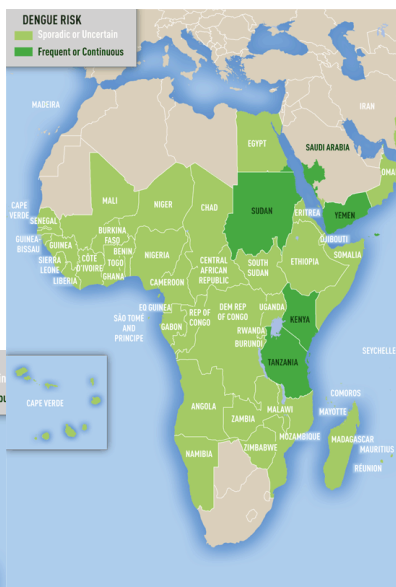 DENGUE RISK
Sporadic or Uncertain
Frequent or Continuous
MADEIRA
IRAN
EGYPT
SAUDI ARABIA
CAPE
VERDE
MALI
NIGER
CHAD
SUDAN
ERITREA
YEMEN
SENEGAL
GUINEA-
BISSAU
GUINEA
BURKINA
FASO
BENIN
DJIBOUTI
SIERRA
LEONE
CÔTE
D'IVOIRE
TOGO
GHANA
NIGERIA
CENTRAL
AFRICAN
REPUBLIC
SOUTH
SUDAN
ETHIOPIA
SOMALIA
LIBERIA
CAMEROON
EQ GUINEA
SÃO TOMÉ
AND
PRINCIPE
GABON
REP OF
CONGO
DEM REP
OF CONGO
UGANDA
KENYA
RWANDA
BURUNDI
TANZANIA
SEYCHELLE
CAPE VERDE
ANGOLA
ZAMBIA
MALAWI
COMOROS
MAYOTTE
MOZAMBIQUE
MADAGASCAR
MAURITIUS
RÉUNION
ZIMBABWE
NAMIBIA